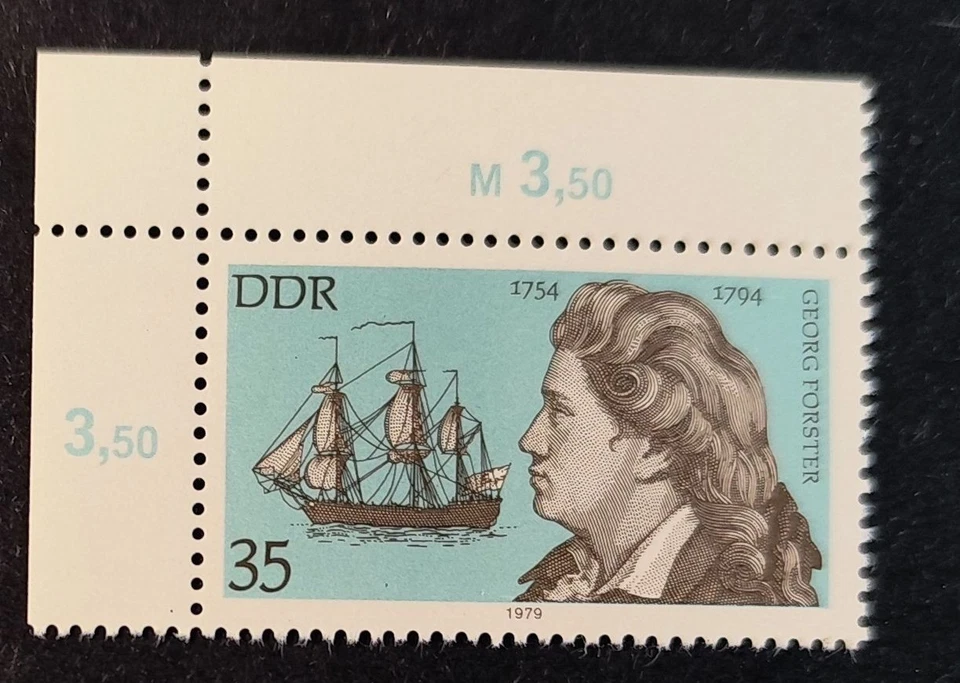 M 3,50
DDR
1754
1794
GEORG FORSTER
3,50
35
1979